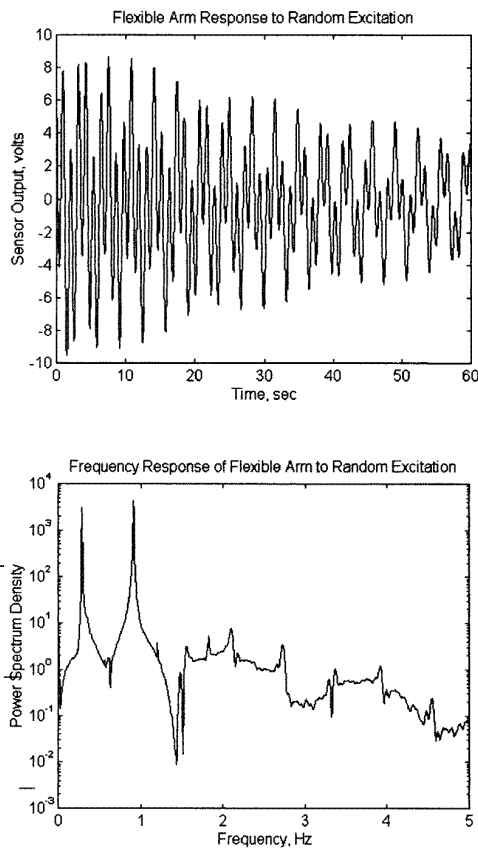 Flexible Arm Response to Random Excitation
10
8
6
4
2
0
-2
-4
-6
-8
-10
Sensor Output, volts
0 10 20 30 40 50 60
Time, sec
Frequency Response of Flexible Arm to Random Excitation
10^4
10^3
10^2
10^1
10^0
10^-1
10^-2
10^-3
Power Spectrum Density
0 1 2 3 4 5
Frequency, Hz